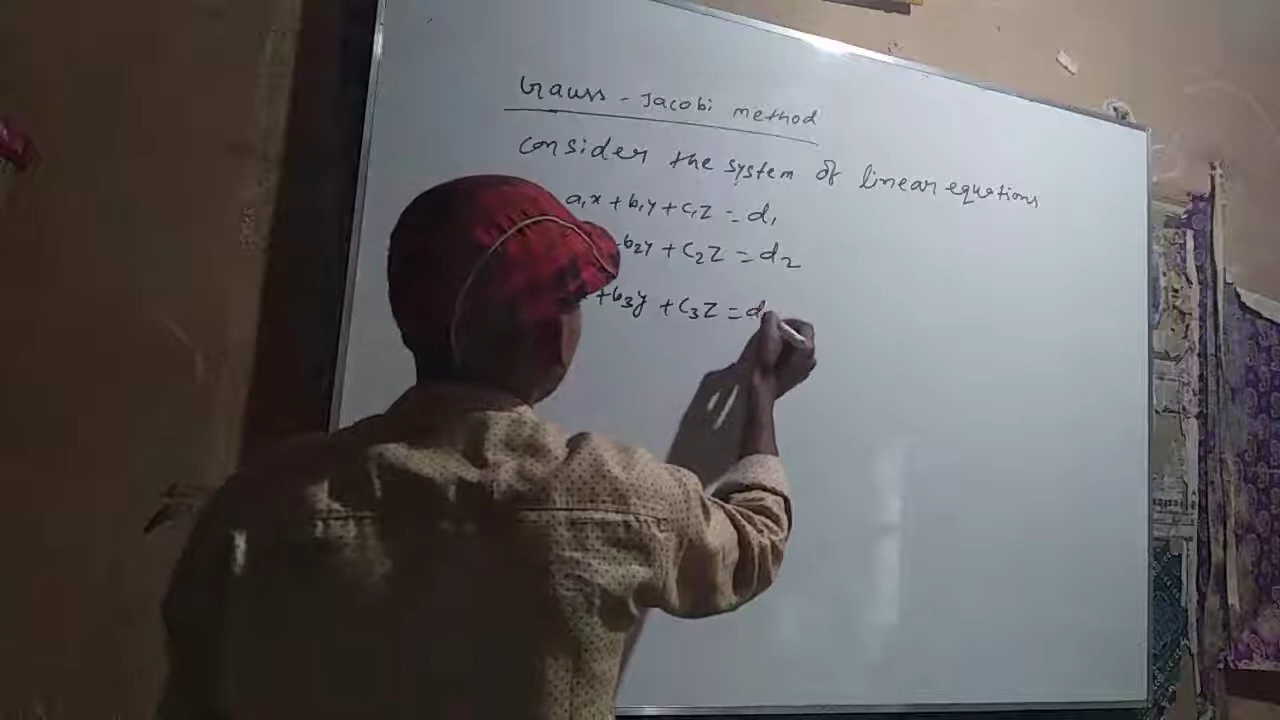 Gauss - Jacobi method
consider the system of linear equations
a₁x + b₁y + c₁z = d₁
b₂y + c₂z = d₂
+ b₃y + c₃z = d